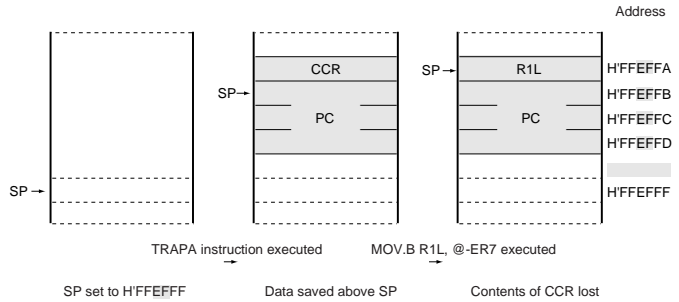 Address
CCR
SP
R1L
H'FFEFFA
SP
H'FFEFFB
PC
PC
H'FFEFFC
H'FFEFFD
SP
H'FFEFFF
TRAPA instruction executed
MOV.B R1L, @-ER7 executed
SP set to H'FFEFFF
Data saved above SP
Contents of CCR lost